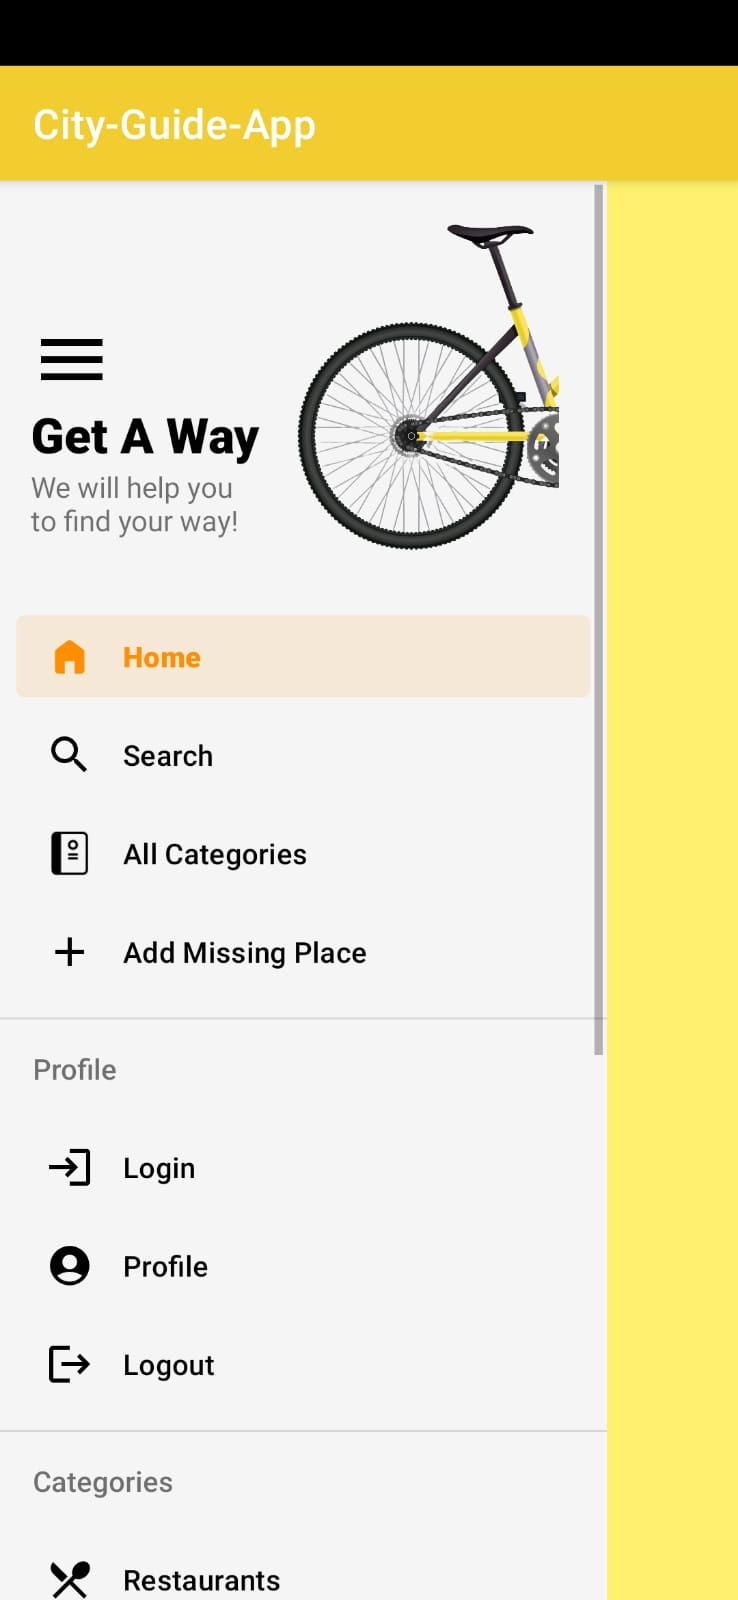 City-Guide-App
Get A Way
We will help you
to find your way!
Home
Search
All Categories
Add Missing Place
Profile
Login
Profile
Logout
Categories
Restaurants